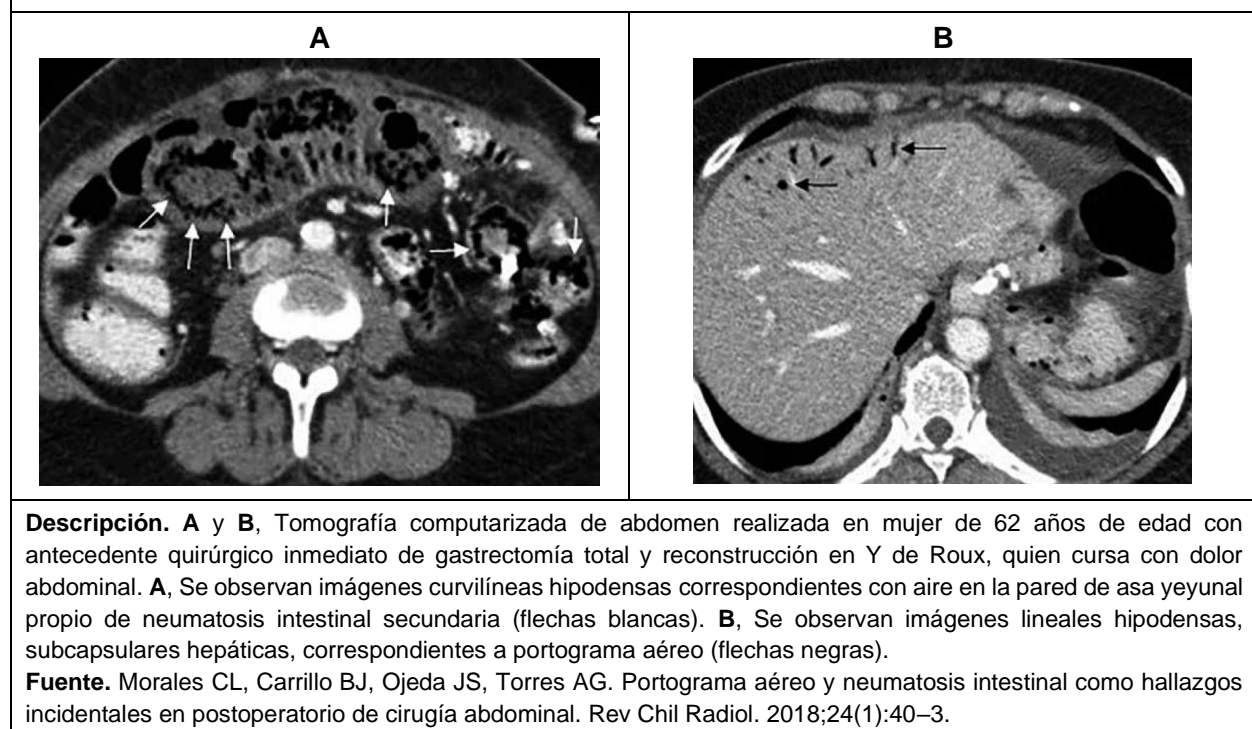 A
B
Descripción. A y B, Tomografía computarizada de abdomen realizada en mujer de 62 años de edad con
antecedente quirúrgico inmediato de gastrectomía total y reconstrucción en Y de Roux, quien cursa con dolor
abdominal. A, Se observan imágenes curvilíneas hipodensas correspondientes con aire en la pared de asa yeyunal
propio de neumatosis intestinal secundaria (flechas blancas). B, Se observan imágenes lineales hipodensas,
subcapsulares hepáticas, correspondientes a portograma aéreo (flechas negras).
Fuente. Morales CL, Carrillo BJ, Ojeda JS, Torres AG. Portograma aéreo y neumatosis intestinal como hallazgos
incidentales en postoperatorio de cirugía abdominal. Rev Chil Radiol. 2018;24(1):40–3.